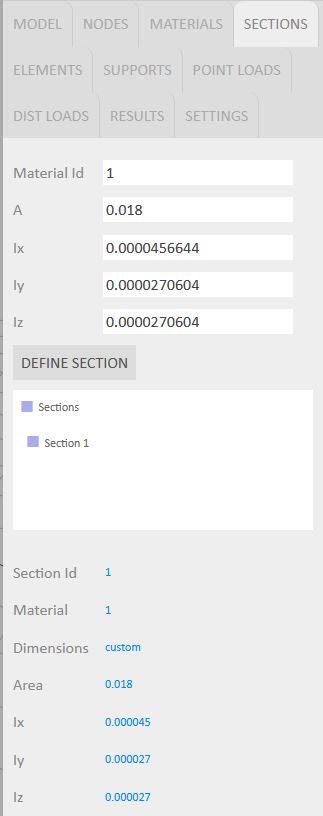 MODEL NODES MATERIALS SECTIONS
ELEMENTS SUPPORTS POINT LOADS
DIST LOADS RESULTS SETTINGS
Material Id 1
A 0.018
Ix 0.0000456644
Iy 0.0000270604
Iz 0.0000270604
DEFINE SECTION
Sections
Section 1
Section Id 1
Material 1
Dimensions custom
Area 0.018
Ix 0.000045
Iy 0.000027
Iz 0.000027